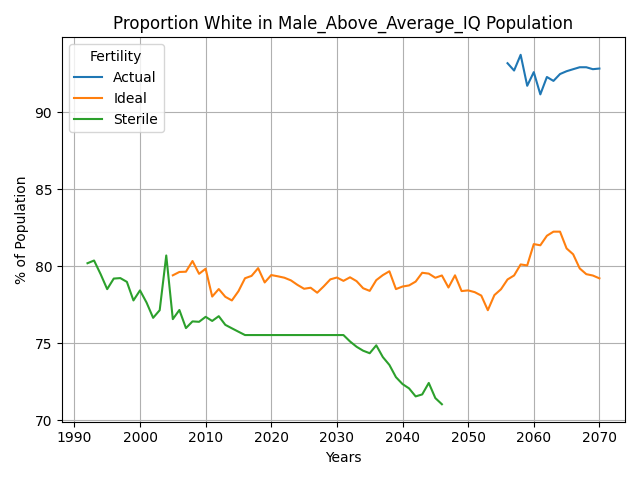 Proportion White in Male_Above_Average_IQ Population
Fertility
Actual
Ideal
Sterile
% of Population
90
85
80
75
70
1990 2000 2010 2020 2030 2040 2050 2060 2070
Years